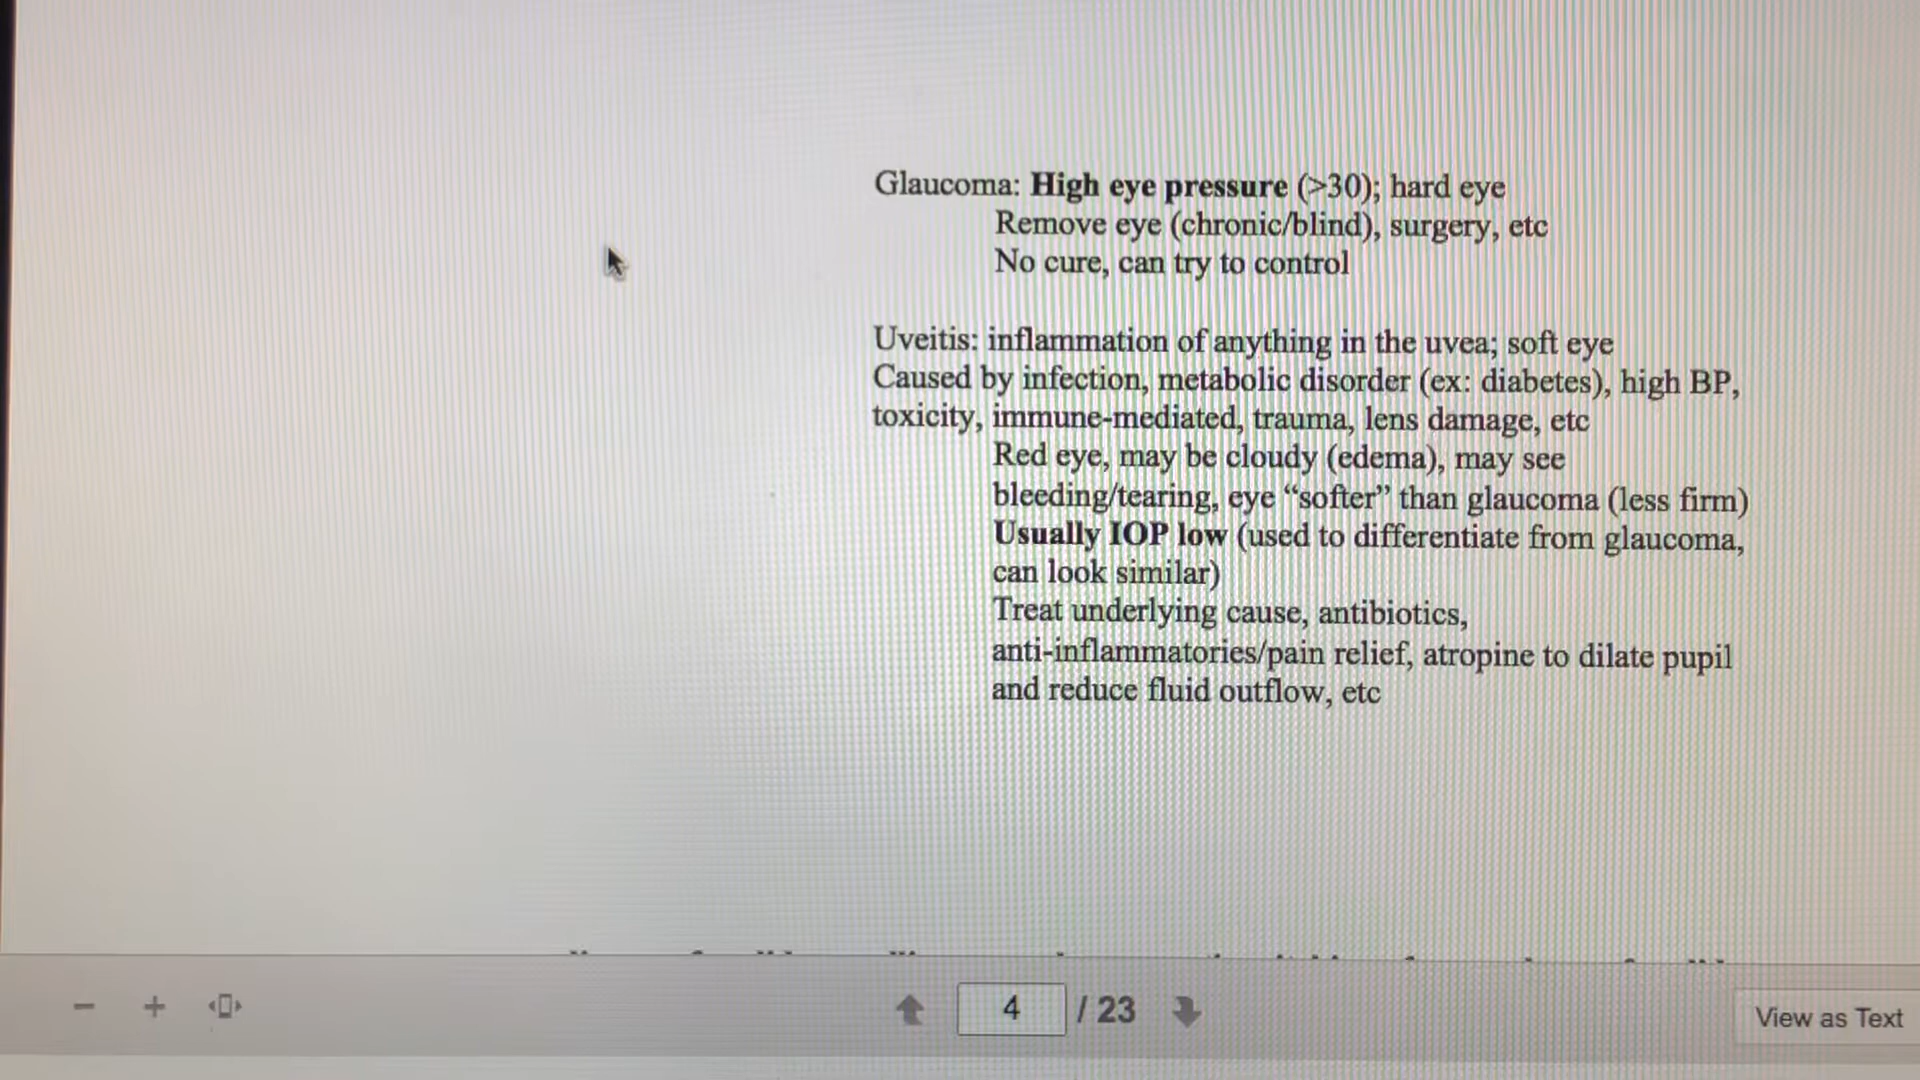 Glaucoma: High eye pressure (>30); hard eye
Remove eye (chronic/blind), surgery, etc
No cure, can try to control
Uveitis: inflammation of anything in the uvea; soft eye
Caused by infection, metabolic disorder (ex: diabetes), high BP,
toxicity, immune-mediated, trauma, lens damage, etc
Red eye, may be cloudy (edema), may see
bleeding/tearing, eye “softer” than glaucoma (less firm)
Usually IOP low (used to differentiate from glaucoma,
can look similar)
Treat underlying cause, antibiotics,
anti-inflammatories/pain relief, atropine to dilate pupil
and reduce fluid outflow, etc
4 / 23
View as Text